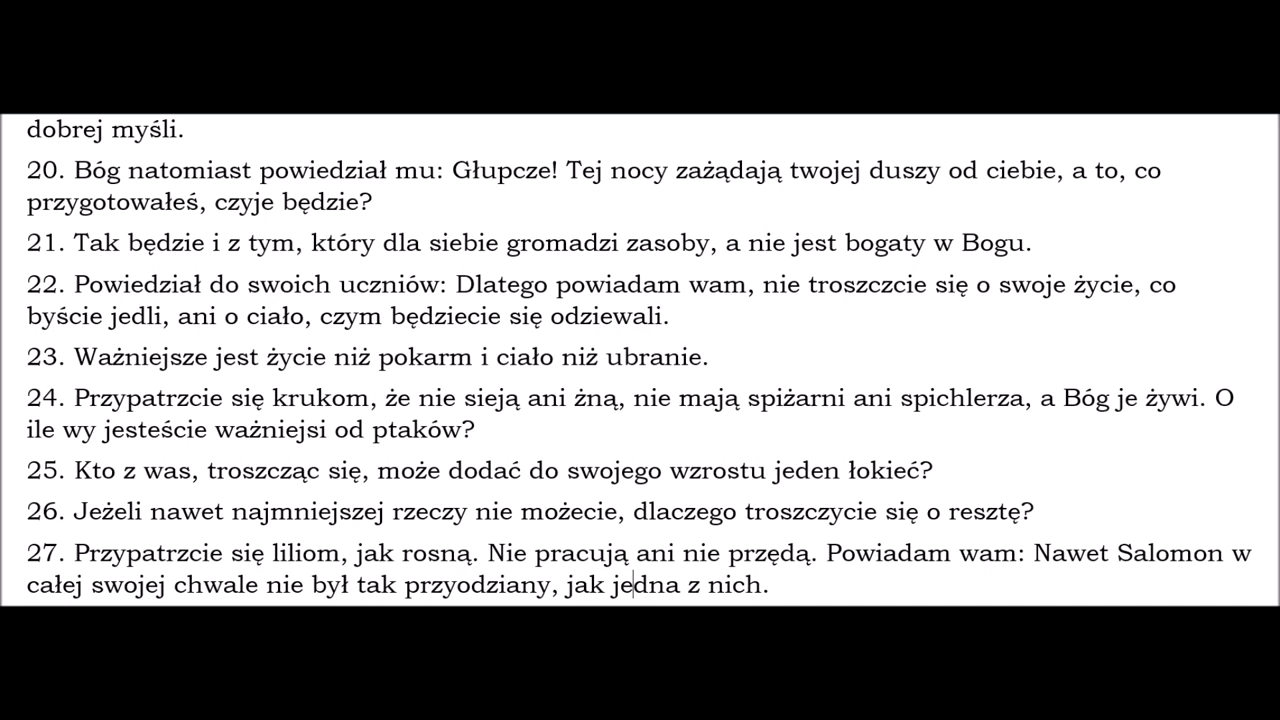 dobrej myśli.
20. Bóg natomiast powiedział mu: Głupcze! Tej nocy zażądają twojej duszy od ciebie, a to, co
przygotowałeś, czyje będzie?
21. Tak będzie i z tym, który dla siebie gromadzi zasoby, a nie jest bogaty w Bogu.
22. Powiedział do swoich uczniów: Dlatego powiadam wam, nie troszczcie się o swoje życie, co
byście jedli, ani o ciało, czym będziecie się odziewali.
23. Ważniejsze jest życie niż pokarm i ciało niż ubranie.
24. Przypatrzcie się krukom, że nie sieją ani żną, nie mają spiżarni ani spichlerza, a Bóg je żywi. O
ile wy jesteście ważniejsi od ptaków?
25. Kto z was, troszcząc się, może dodać do swojego wzrostu jeden łokieć?
26. Jeżeli nawet najmniejszej rzeczy nie możecie, dlaczego troszczycie się o resztę?
27. Przypatrzcie się liliom, jak rosną. Nie pracują ani nie przędą. Powiadam wam: Nawet Salomon w
całej swojej chwale nie był tak przyodziany, jak jedna z nich.